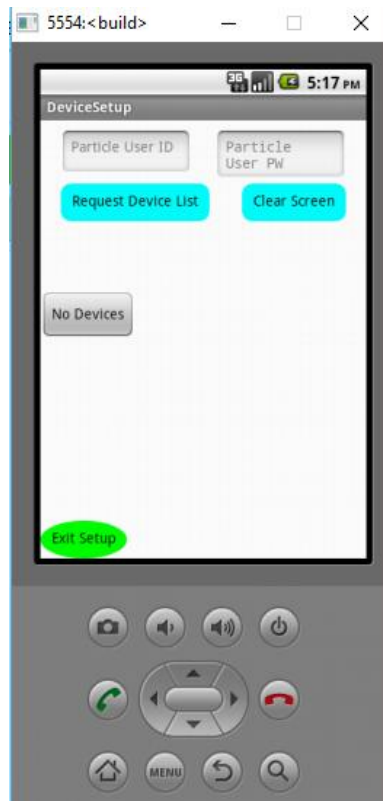 5554:<build>
3G 5:17 PM
DeviceSetup
Particle User ID
Particle
User PW
Request Device List
Clear Screen
No Devices
Exit Setup
MENU